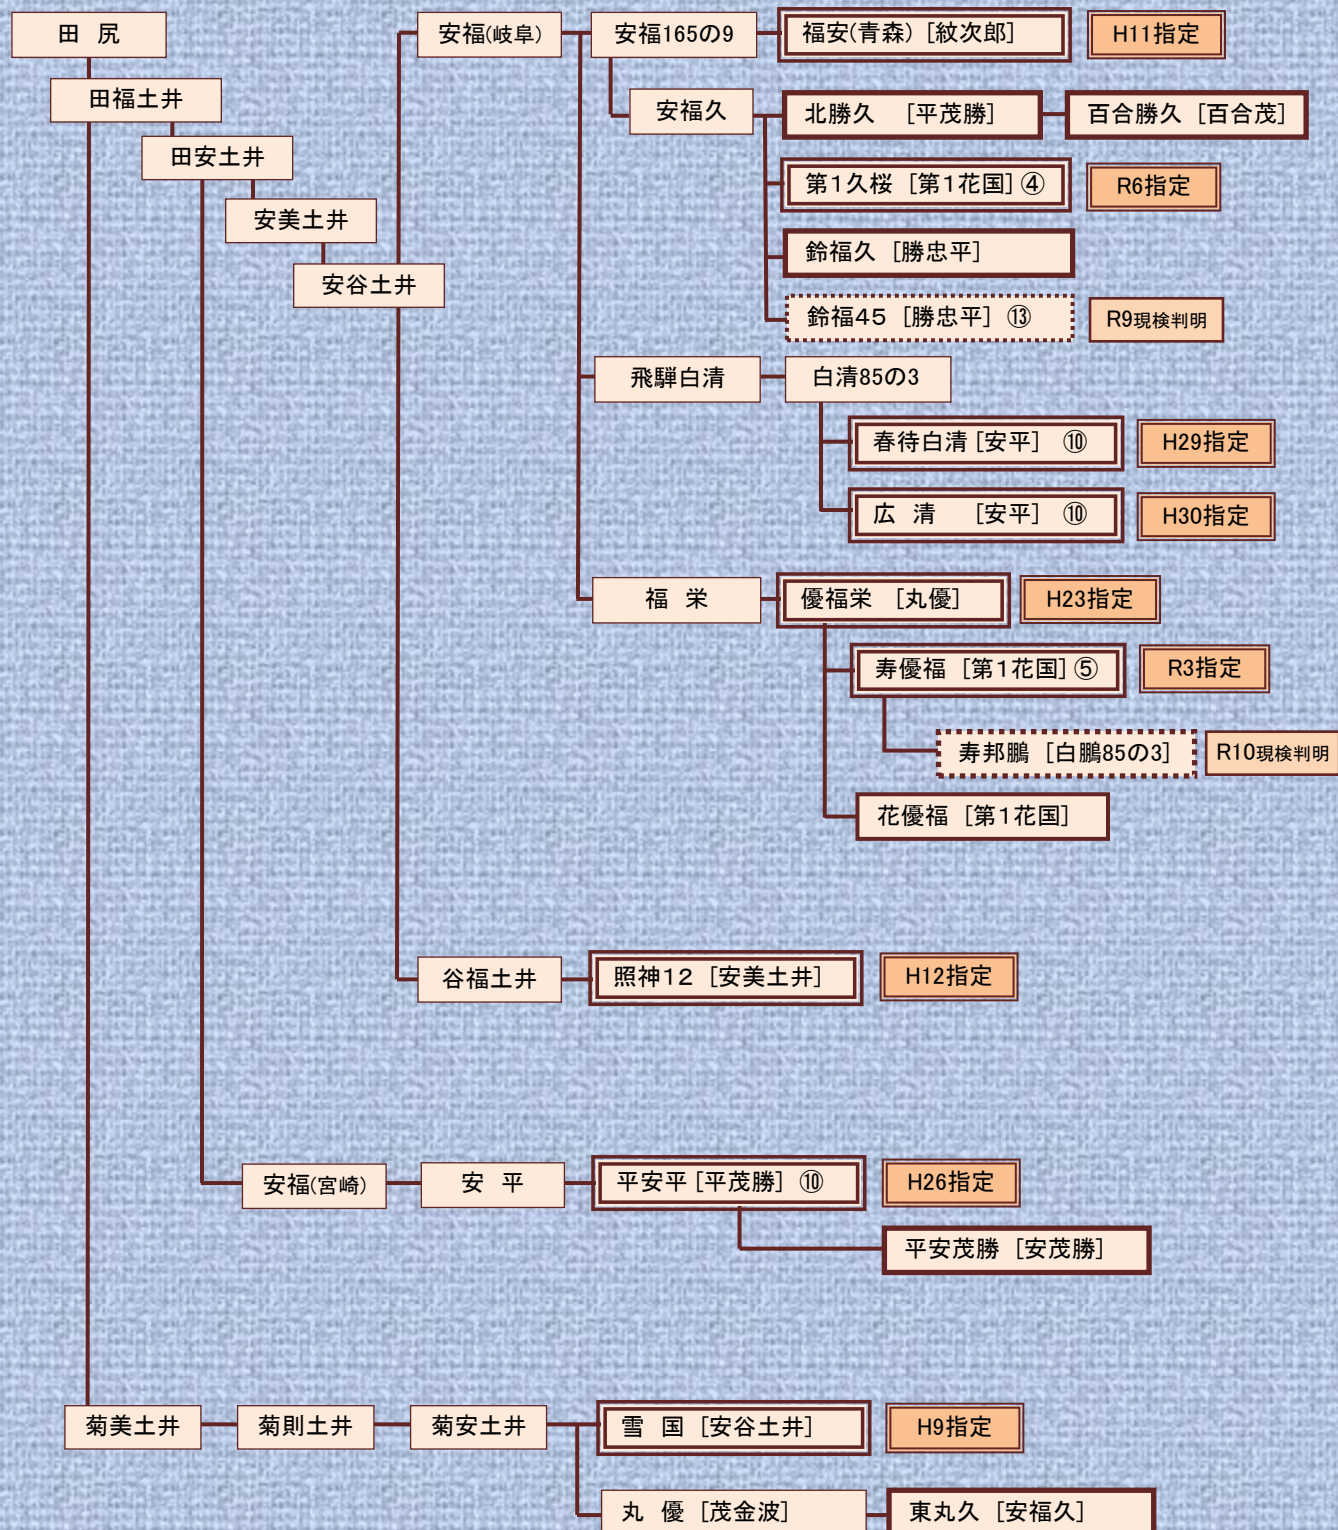 田 尻
田福土井
田安土井
安美土井
安谷土井
安福(岐阜)
安福165の9
福安(青森) [紋次郎]
H11指定
安福久
北勝久 [平茂勝]
百合勝久 [百合茂]
第1久桜 [第1花国] ④
R6指定
鈴福久 [勝忠平]
鈴福45 [勝忠平] ⑬
R9現検判明
飛騨白清
白清85の3
春待白清 [安平] ⑩
H29指定
広 清 [安平] ⑩
H30指定
福 栄
優福栄 [丸優]
H23指定
寿優福 [第1花国] ⑤
R3指定
寿邦鵬 [白鵬85の3]
R10現検判明
花優福 [第1花国]
谷福土井
照神12 [安美土井]
H12指定
安福(宮崎)
安 平
平安平 [平茂勝] ⑩
H26指定
平安茂勝 [安茂勝]
菊美土井
菊則土井
菊安土井
雪 国 [安谷土井]
H9指定
丸 優 [茂金波]
東丸久 [安福久]